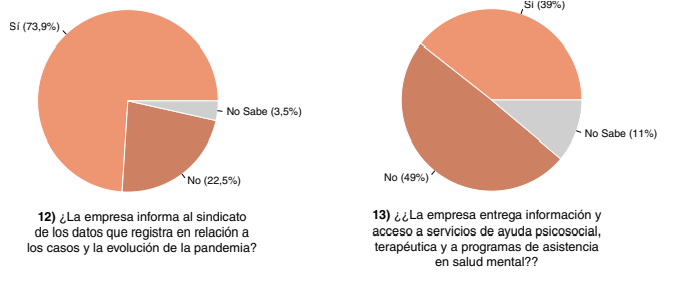 Sí (73,9%)
No Sabe (3,5%)
No (22,5%)
12) ¿La empresa informa al sindicato
de los datos que registra en relación a
los casos y la evolución de la pandemia?
Sí (39%)
No Sabe (11%)
No (49%)
13) ¿¿La empresa entrega información y
acceso a servicios de ayuda psicosocial,
terapéutica y a programas de asistencia
en salud mental??